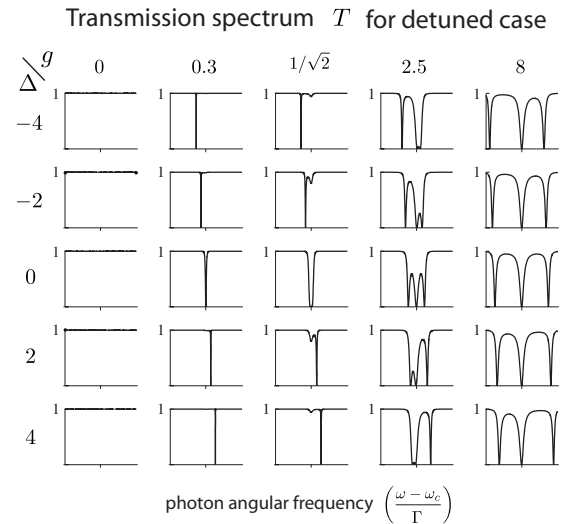 Transmission spectrum T for detuned case
g
Δ
0 0.3 1/√2 2.5 8
−4 1 1 1 1 1
−2 1 1 1 1 1
0 1 1 1 1 1
2 1 1 1 1 1
4 1 1 1 1 1
photon angular frequency (ω − ω_c / Γ)